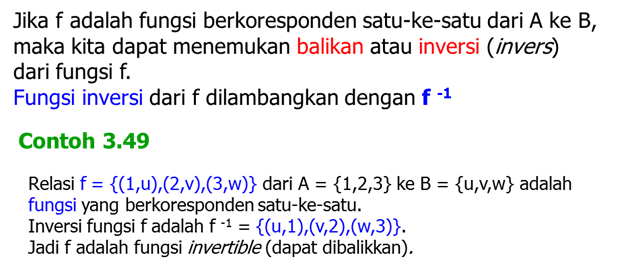 Jika f adalah fungsi berkoresponden satu-ke-satu dari A ke B,
maka kita dapat menemukan balikan atau inversi (invers)
dari fungsi f.
Fungsi inversi dari f dilambangkan dengan f -1
Contoh 3.49
Relasi f = {(1,u),(2,v),(3,w)} dari A = {1,2,3} ke B = {u,v,w} adalah
fungsi yang berkoresponden satu-ke-satu.
Inversi fungsi f adalah f -1 = {(u,1),(v,2),(w,3)}.
Jadi f adalah fungsi invertible (dapat dibalikkan).